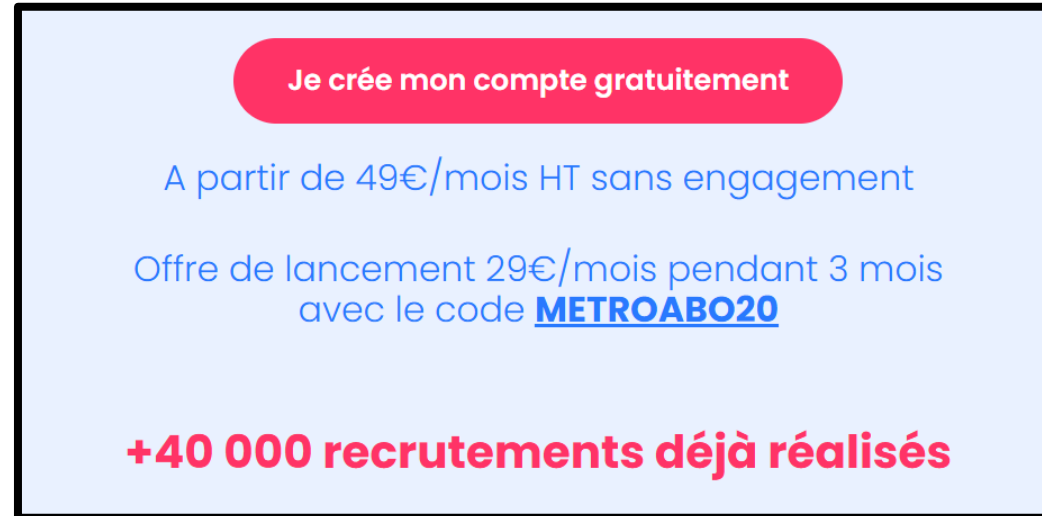 Je crée mon compte gratuitement
A partir de 49€/mois HT sans engagement
Offre de lancement 29€/mois pendant 3 mois
avec le code METROABO20
+40 000 recrutements déjà réalisés